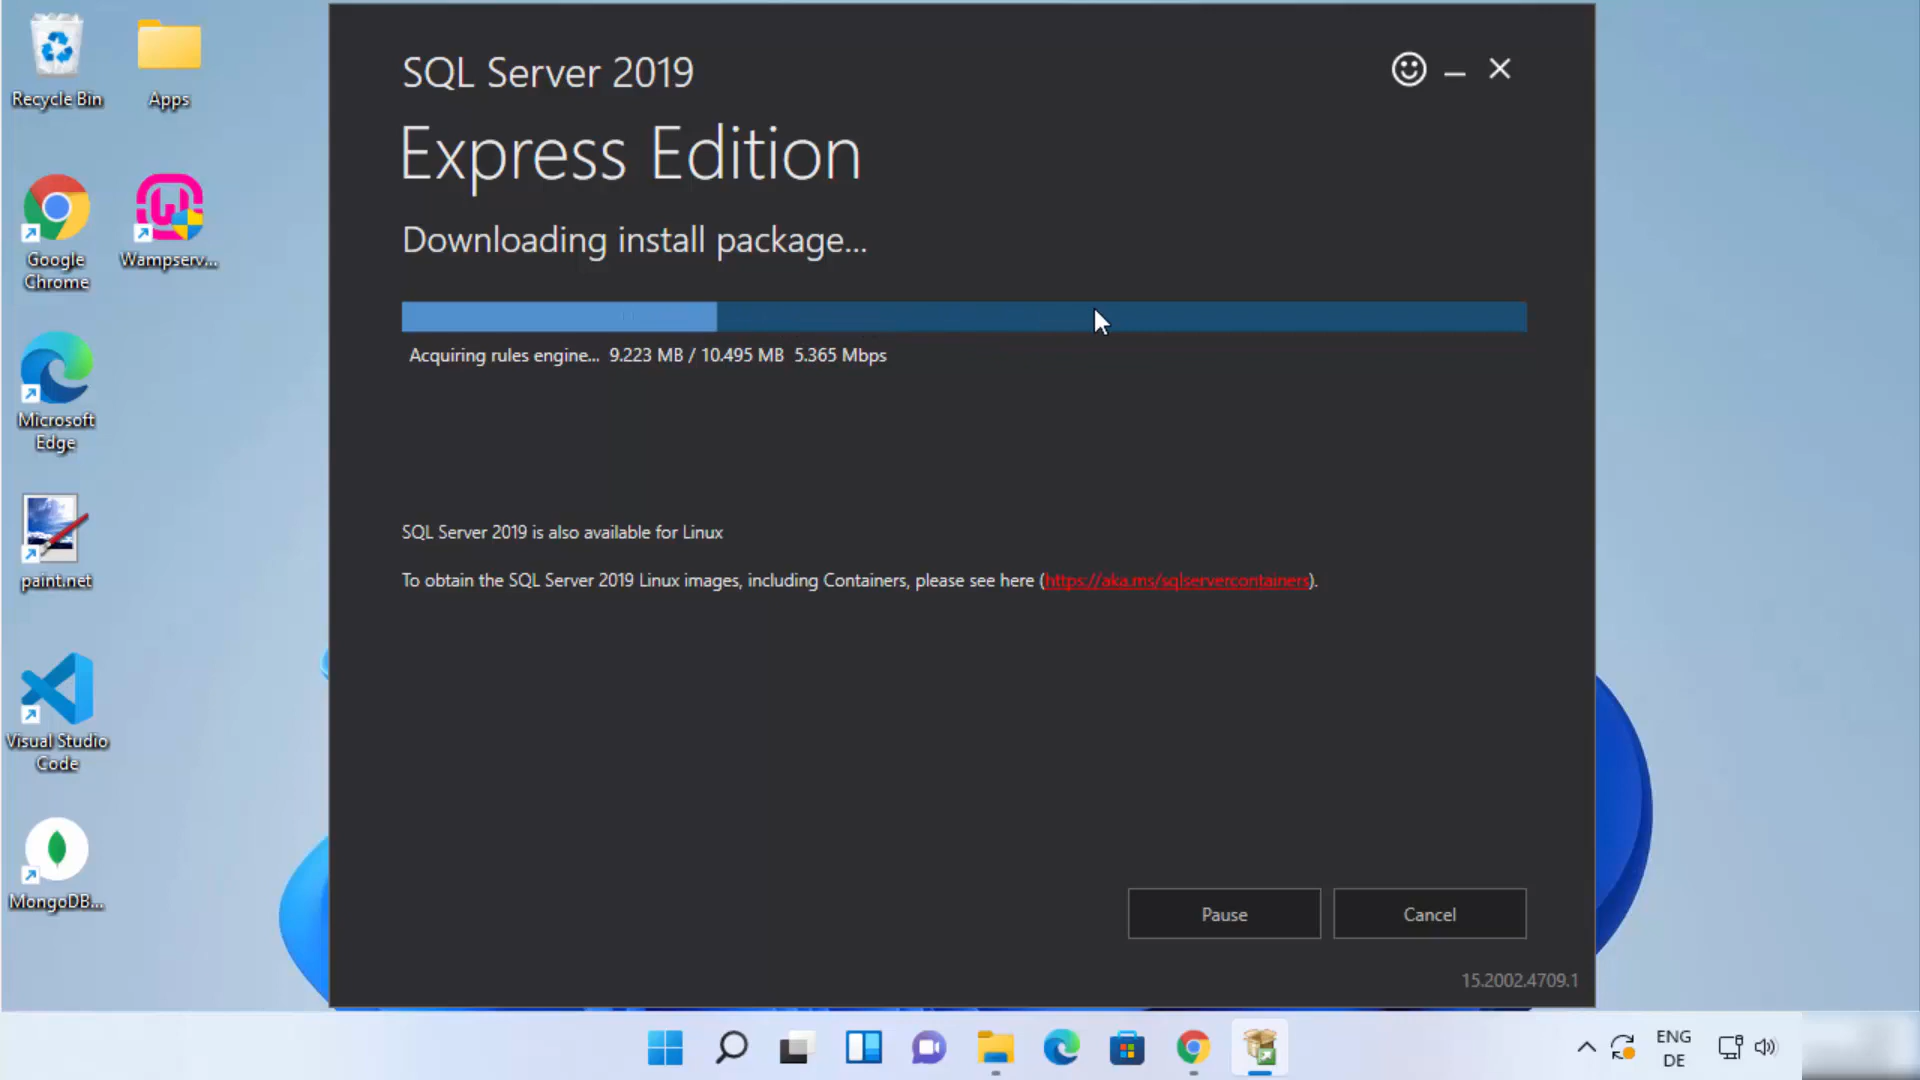 Recycle Bin
Apps
Google
Chrome
Wampserv...
Microsoft
Edge
paint.net
Visual Studio
Code
MongoDB...
SQL Server 2019
Express Edition
Downloading install package...
Acquiring rules engine... 9.223 MB / 10.495 MB 5.365 Mbps
SQL Server 2019 is also available for Linux
To obtain the SQL Server 2019 Linux images, including Containers, please see here (https://aka.ms/sqlservercontainers).
Pause
Cancel
15.2002.4709.1
ENG
DE